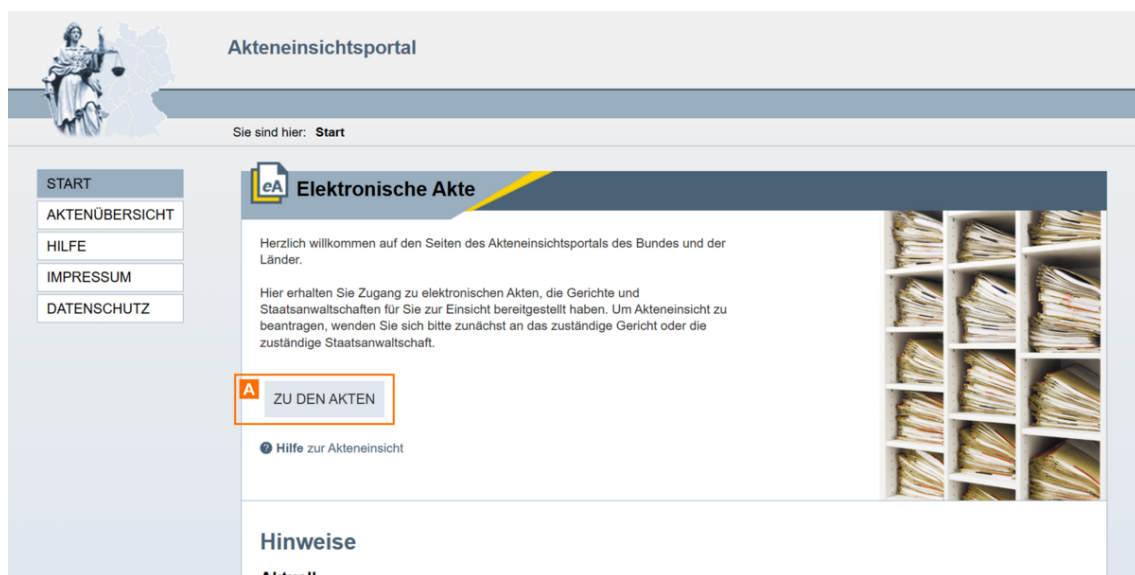 Akteneinsichtsportal
Sie sind hier: Start
START
AKTENÜBERSICHT
HILFE
IMPRESSUM
DATENSCHUTZ
eA Elektronische Akte
Herzlich willkommen auf den Seiten des Akteneinsichtsportals des Bundes und der
Länder.
Hier erhalten Sie Zugang zu elektronischen Akten, die Gerichte und
Staatsanwaltschaften für Sie zur Einsicht bereitgestellt haben. Um Akteneinsicht zu
beantragen, wenden Sie sich bitte zunächst an das zuständige Gericht oder die
zuständige Staatsanwaltschaft.
A
ZU DEN AKTEN
? Hilfe zur Akteneinsicht
Hinweise